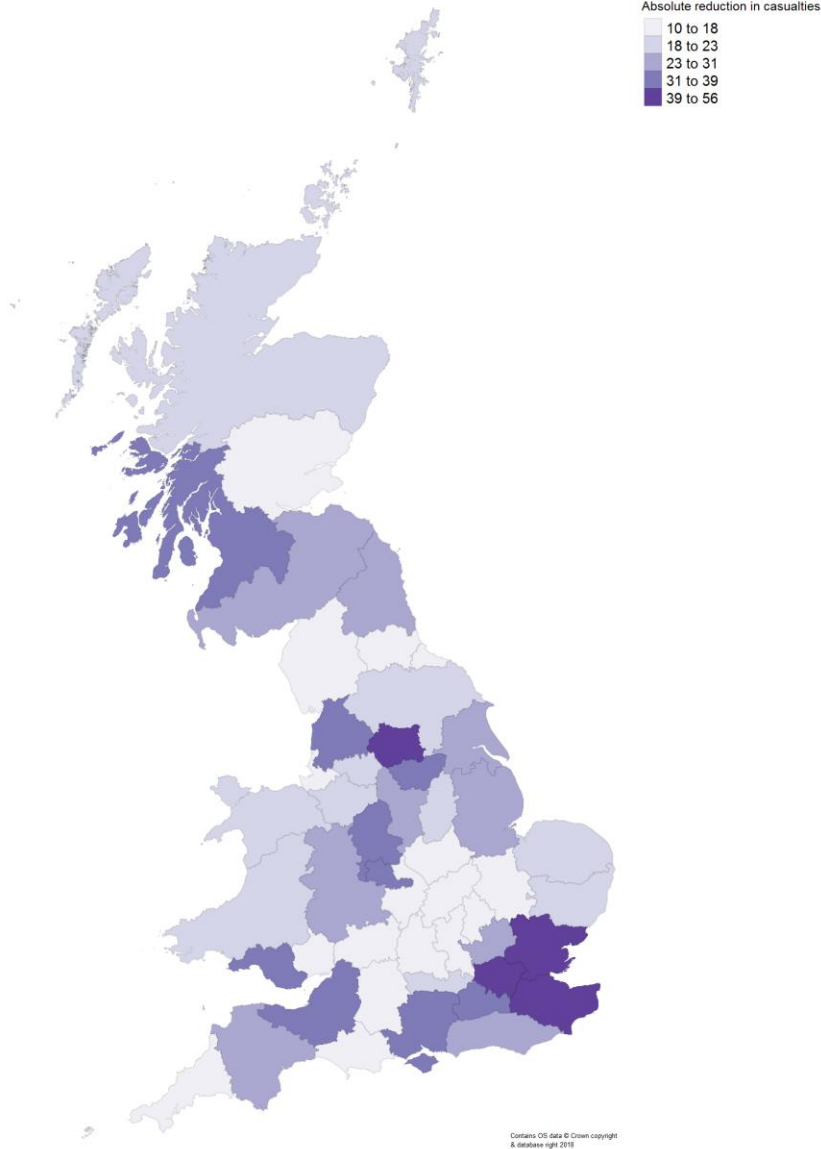 Absolute reduction in casualties
10 to 18
18 to 23
23 to 31
31 to 39
39 to 56
Contains OS data © Crown copyright
& database right 2018